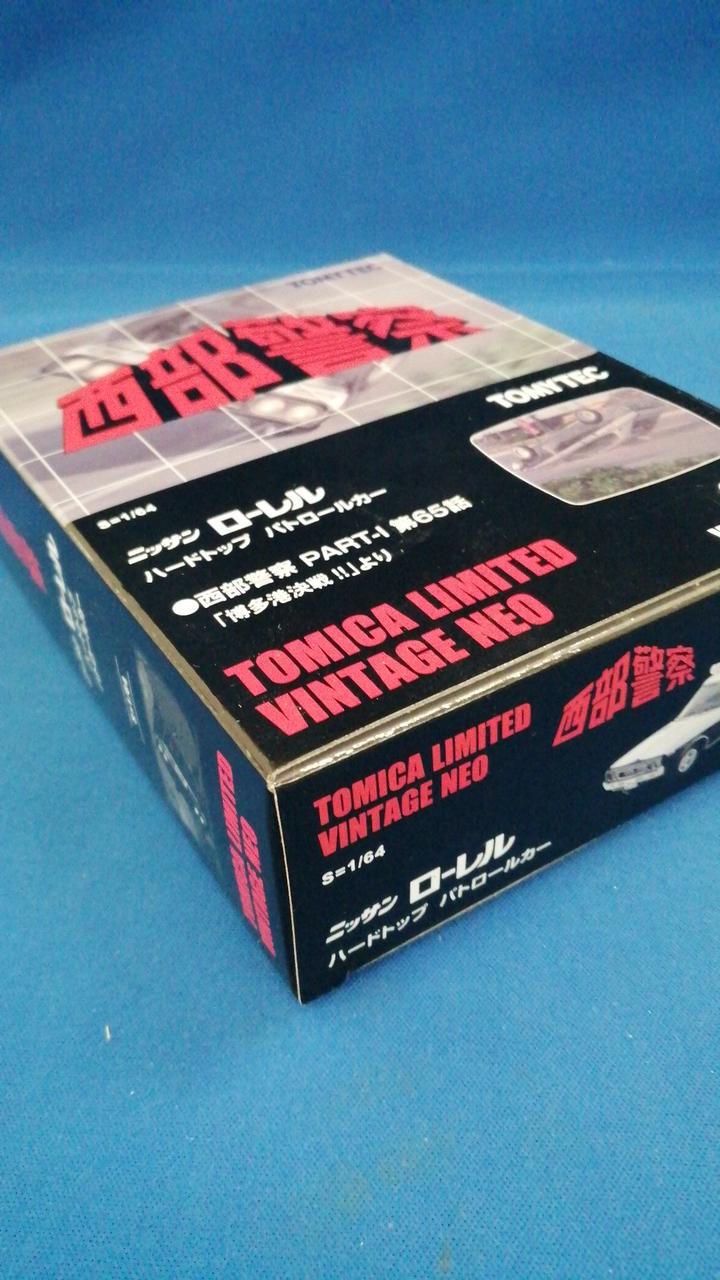 TOMYTEC
西部警察
TOMYTEC
S=1/64
ニッサン ローレル
ハードトップ パトロールカー
●西部警察 PART-I 第65話
「博多港決戦!!」より
TOMICA LIMITED
VINTAGE NEO
西部警察
TOMICA LIMITED
VINTAGE NEO
S=1/64
ニッサン ローレル
ハードトップ パトロールカー